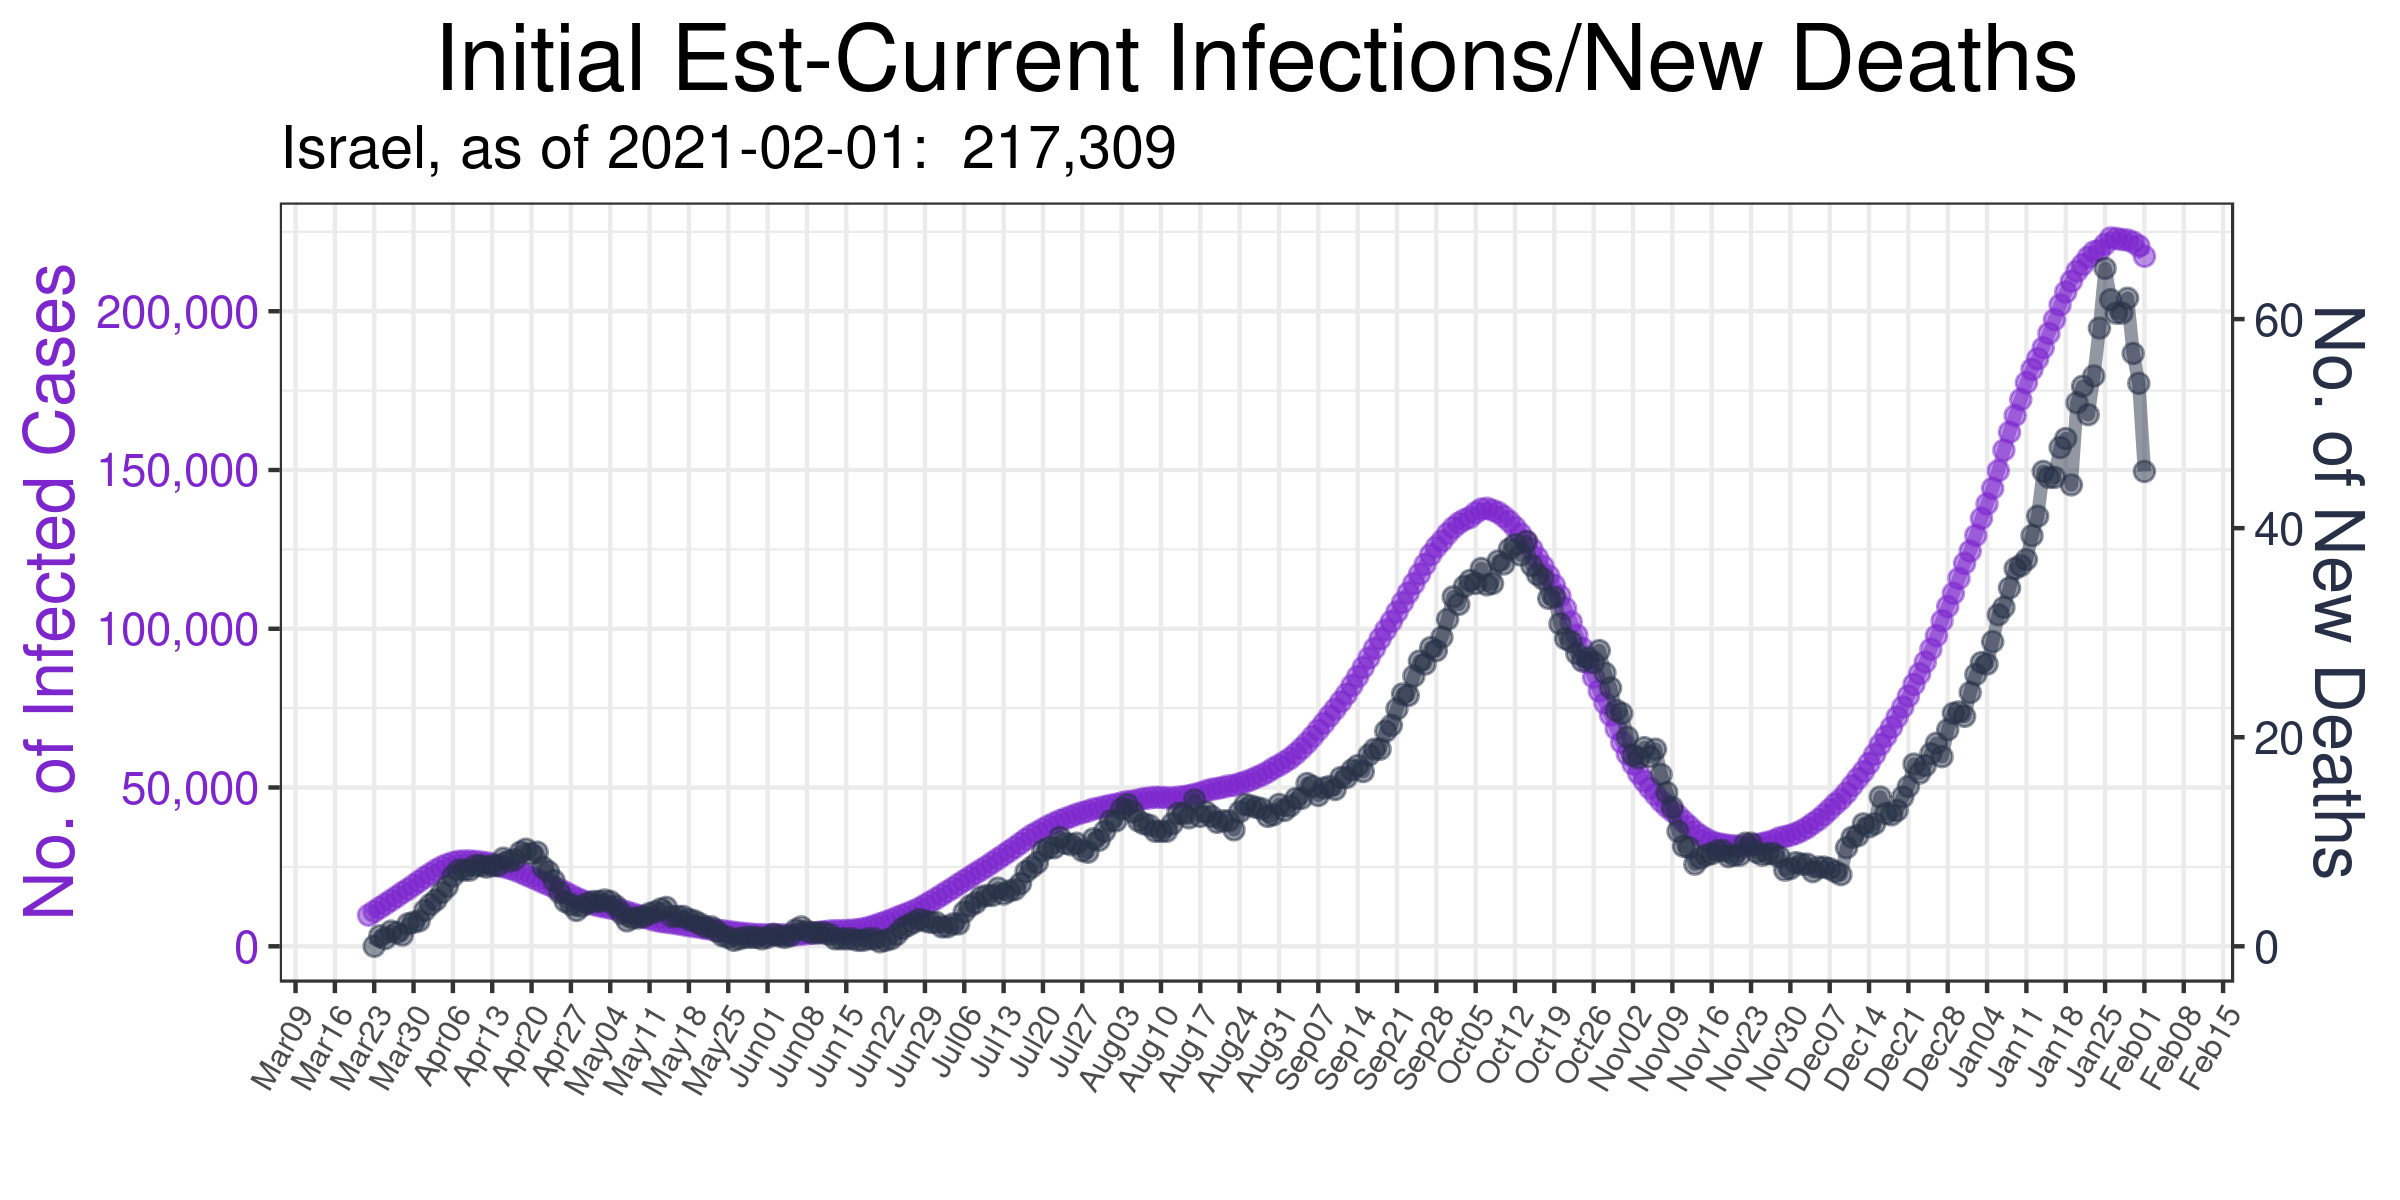 Initial Est-Current Infections/New Deaths
Israel, as of 2021-02-01:  217,309
No. of Infected Cases
200,000
150,000
100,000
50,000
0
60
40
20
0
No. of New Deaths
Mar09
Mar16
Mar23
Mar30
Apr06
Apr13
Apr20
Apr27
May04
May11
May18
May25
Jun01
Jun08
Jun15
Jun22
Jun29
Jul06
Jul13
Jul20
Jul27
Aug03
Aug10
Aug17
Aug24
Aug31
Sep07
Sep14
Sep21
Sep28
Oct05
Oct12
Oct19
Oct26
Nov02
Nov09
Nov16
Nov23
Nov30
Dec07
Dec14
Dec21
Dec28
Jan04
Jan11
Jan18
Jan25
Feb01
Feb08
Feb15